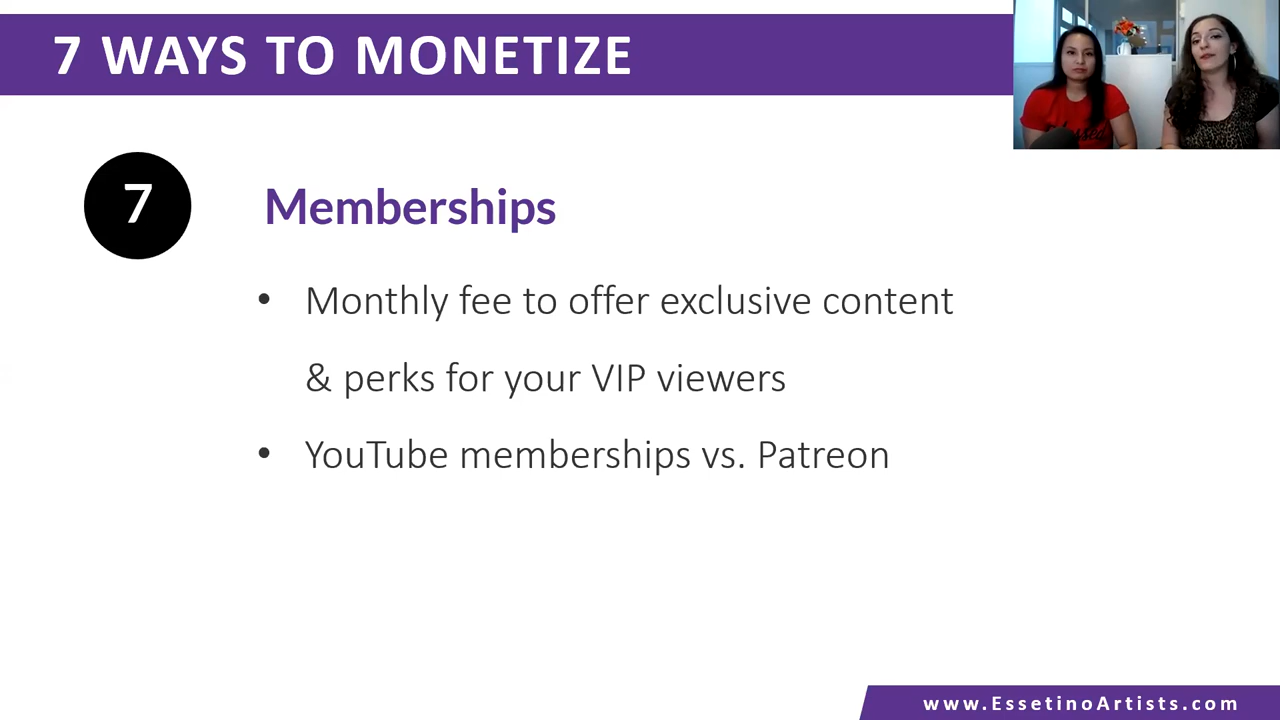 7 WAYS TO MONETIZE
7
Memberships
• Monthly fee to offer exclusive content
& perks for your VIP viewers
• YouTube memberships vs. Patreon
www.EssetinoArtists.com